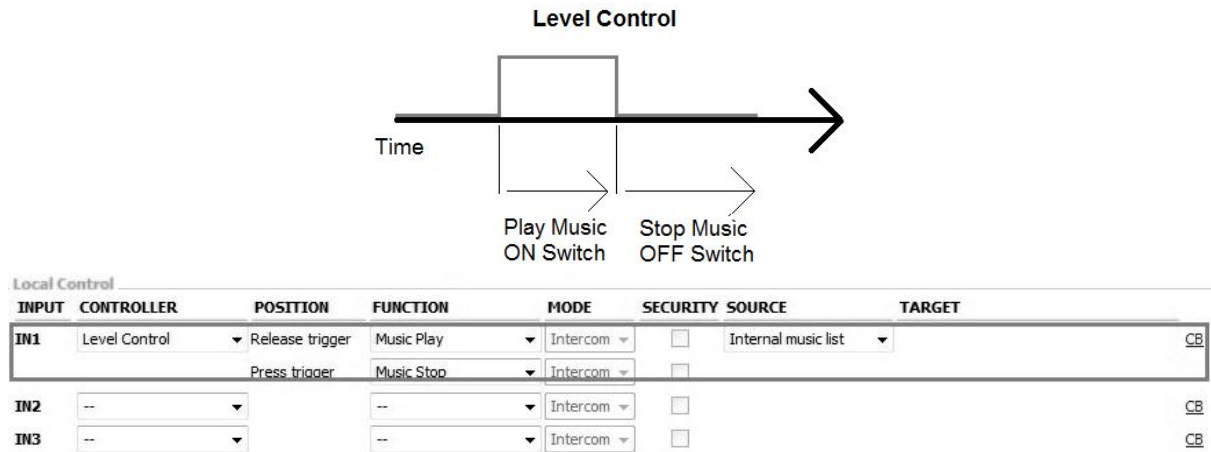 Level Control
Time
Play Music Stop Music
ON Switch OFF Switch
Local Control
INPUT CONTROLLER POSITION FUNCTION MODE SECURITY SOURCE TARGET
IN1 Level Control Release trigger Music Play Intercom Internal music list CB
Press trigger Music Stop Intercom
IN2 -- -- Intercom CB
IN3 -- -- Intercom CB